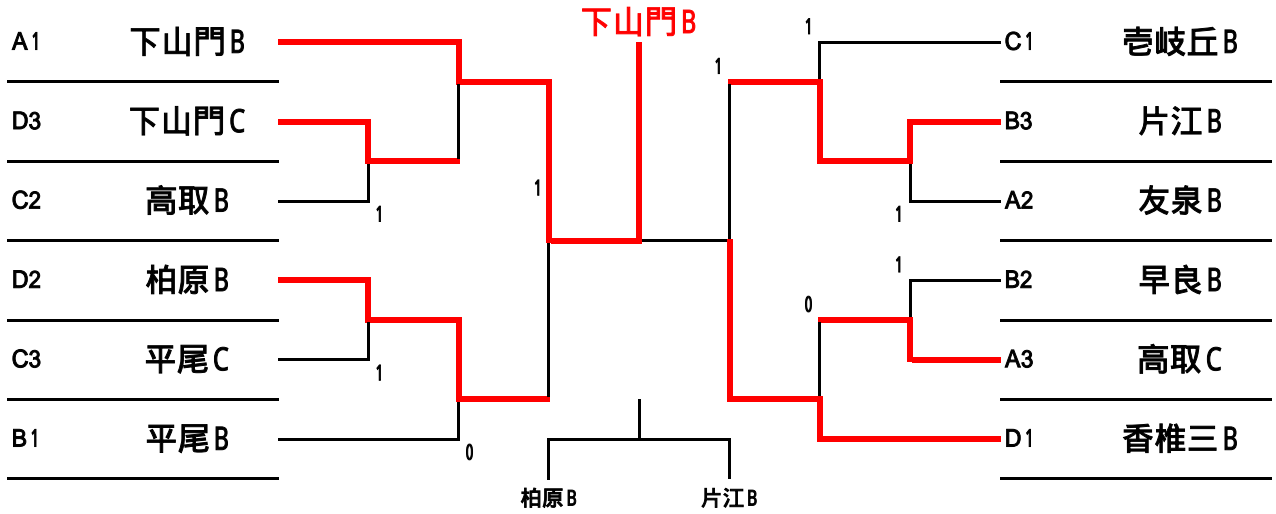 下山門B
A1 下山門B
D3 下山門C
C2 高取B
D2 柏原B
C3 平尾C
B1 平尾B
1
1
1
0
1
1
1
1
0
C1 壱岐丘B
B3 片江B
A2 友泉B
B2 早良B
A3 高取C
D1 香椎三B
柏原B 片江B